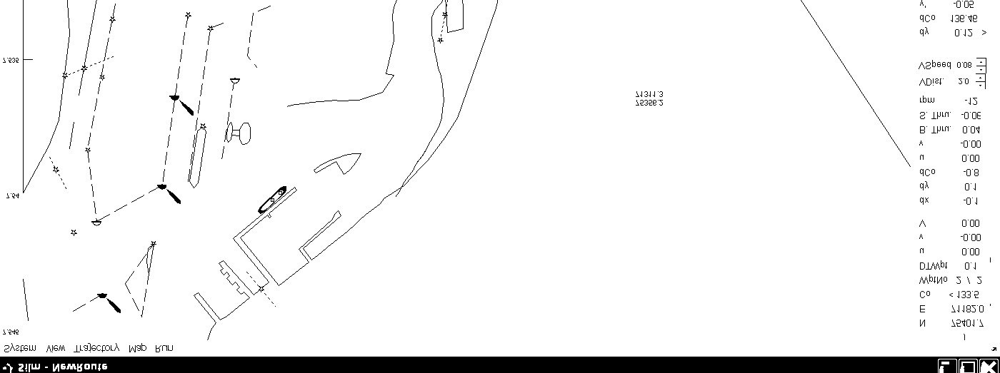 Silm - NewRoute
System View Trajectory Map Run
7.545
7.54
7.535
75356.2
71311.3
N 75401.7
E 71182.0
Co < 133.5
WptNo 2 / 2
DTWpt 0.1
u 0.00
v -0.00
V 0.00
dx -0.1
dy 0.1
dCo -0.8
u 0.00
v -0.00
B. Thru. 0.04
S. Thru. -0.06
rpm -12
VDist. 2.0
VSpeed 0.08
dy 0.12 >
dCo 136.46
v' -0.05